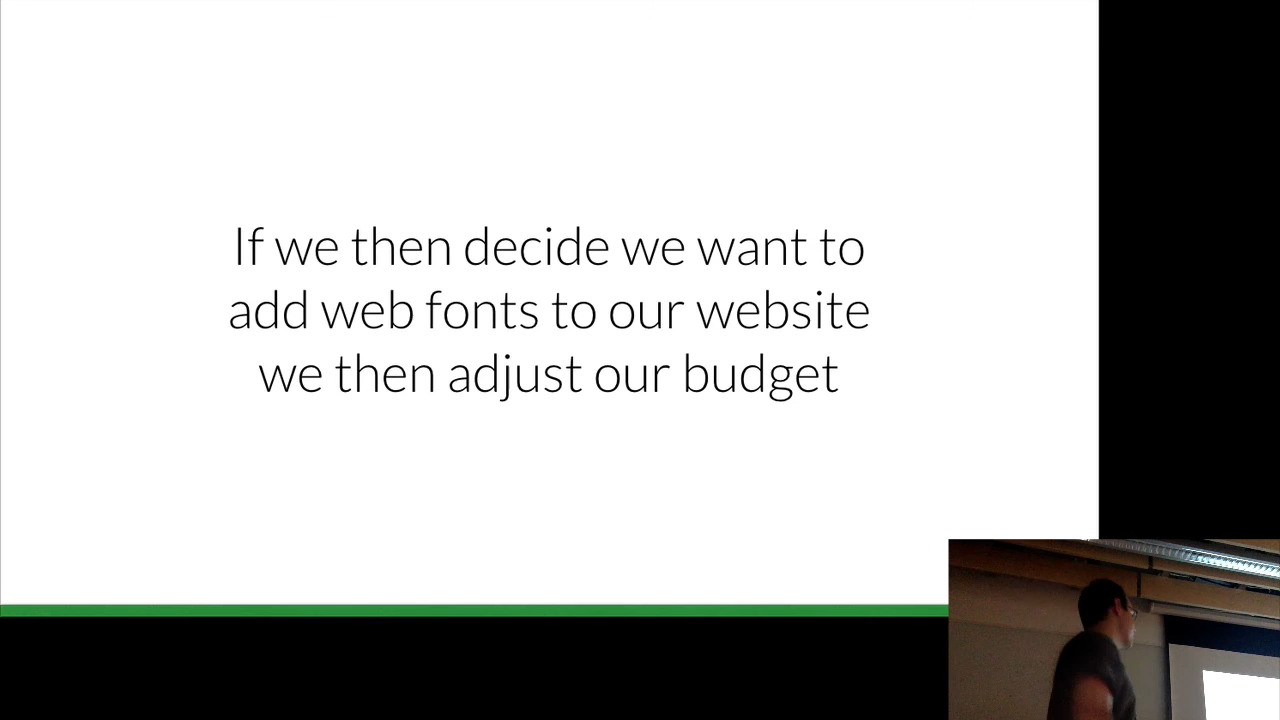 If we then decide we want to
add web fonts to our website
we then adjust our budget